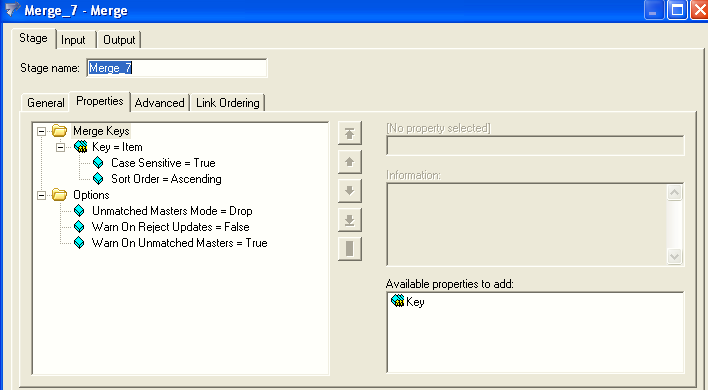 Merge_7 - Merge
Stage Input Output
Stage name: Merge_7
General Properties Advanced Link Ordering
Merge Keys
Key = Item
Case Sensitive = True
Sort Order = Ascending
Options
Unmatched Masters Mode = Drop
Warn On Reject Updates = False
Warn On Unmatched Masters = True
[No property selected]
Information:
Available properties to add:
Key